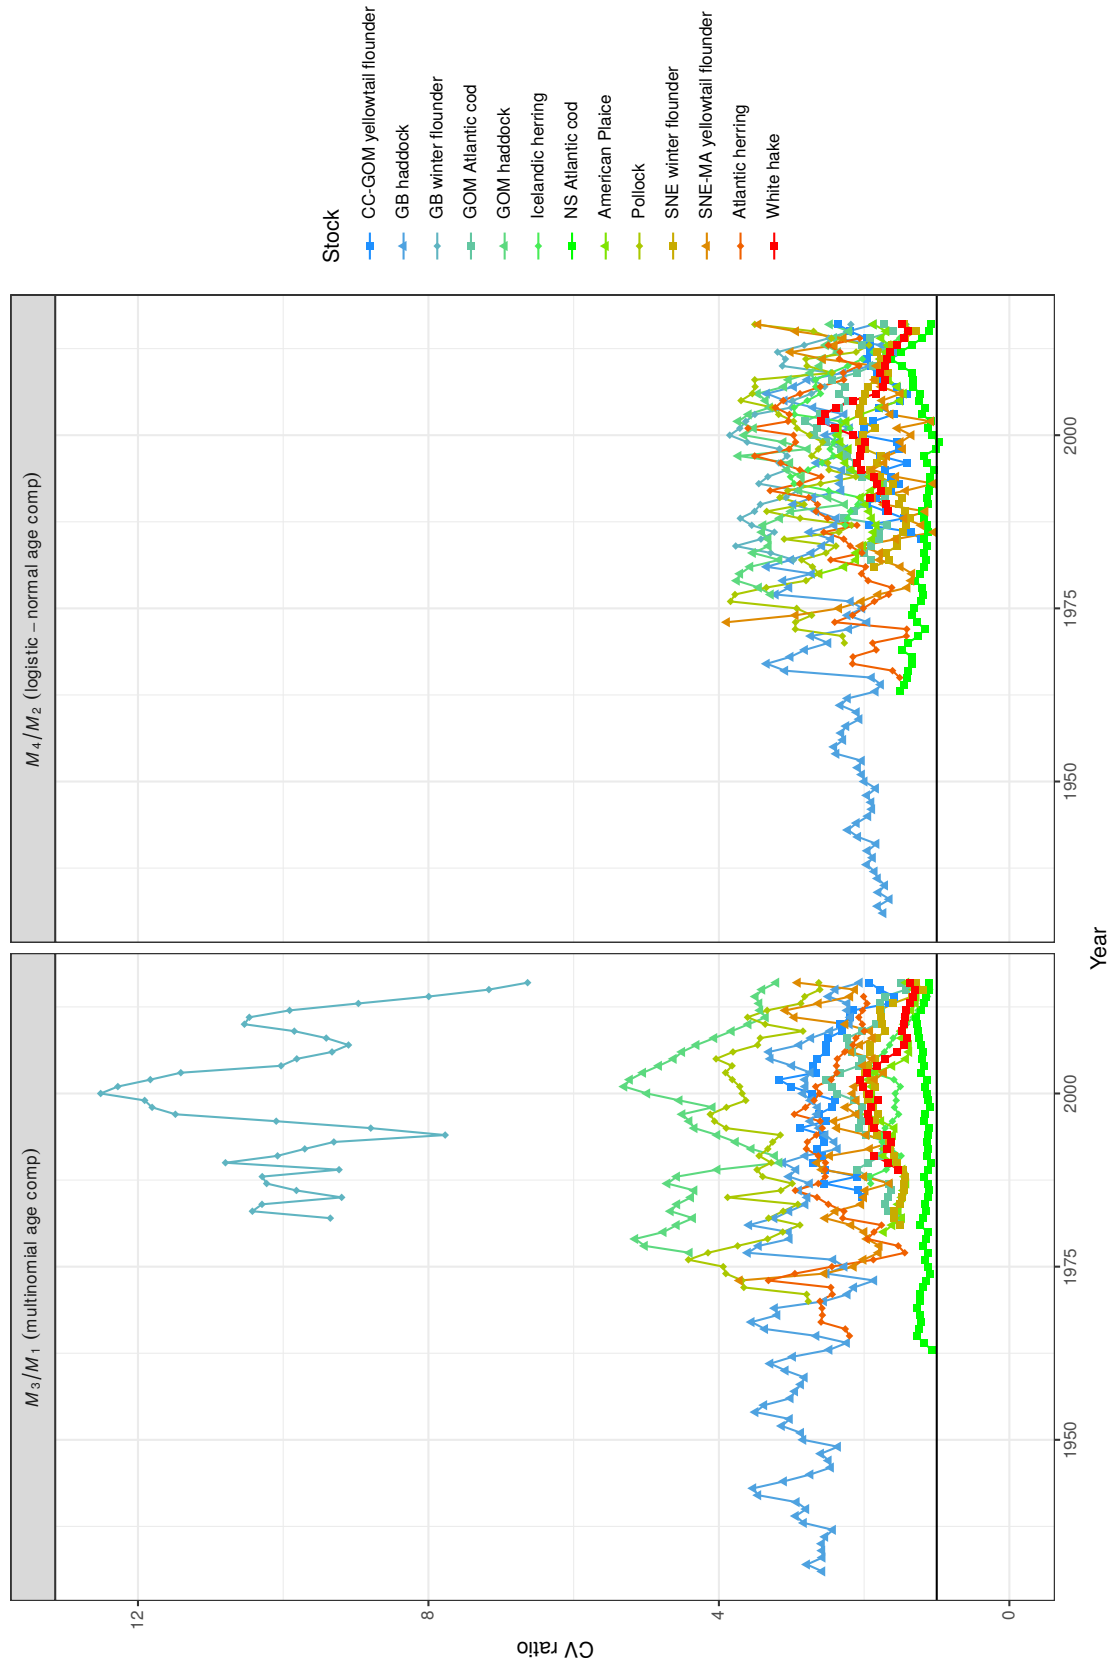 M3/M1 (multinomial age comp)
M4/M2 (logistic − normal age comp)
CV ratio
12
8
4
0
1950
1975
2000
1950
1975
2000
Year
Stock
CC-GOM yellowtail flounder
GB haddock
GB winter flounder
GOM Atlantic cod
GOM haddock
Icelandic herring
NS Atlantic cod
American Plaice
Pollock
SNE winter flounder
SNE-MA yellowtail flounder
Atlantic herring
White hake